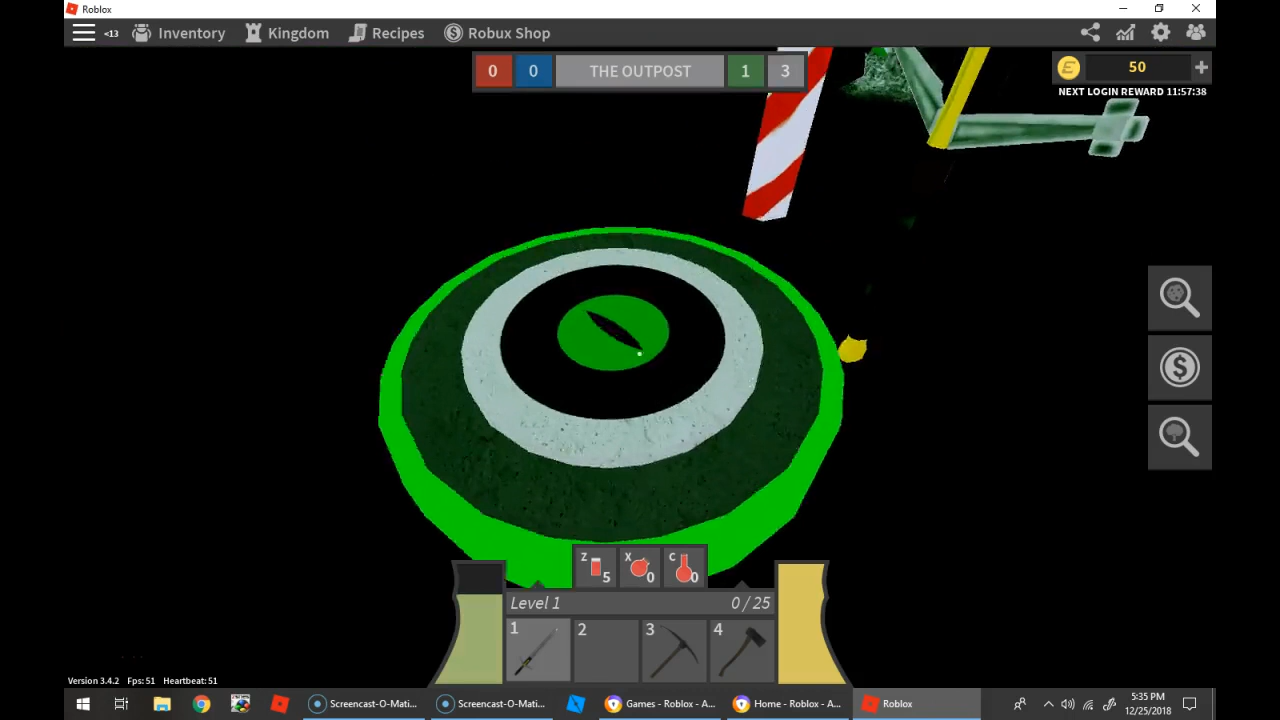 Roblox
<13 Inventory Kingdom Recipes Robux Shop
0 0 THE OUTPOST 1 3
E 50 +
NEXT LOGIN REWARD 11:57:38
$
Z 5 X 0 C 0
Level 1 0 / 25
1 2 3 4
Version 3.4.2 Fps: 51 Heartbeat: 51
Screencast-O-Mati... Screencast-O-Mati... Games - Roblox - A... Home - Roblox - A... Roblox
5:35 PM
12/25/2018